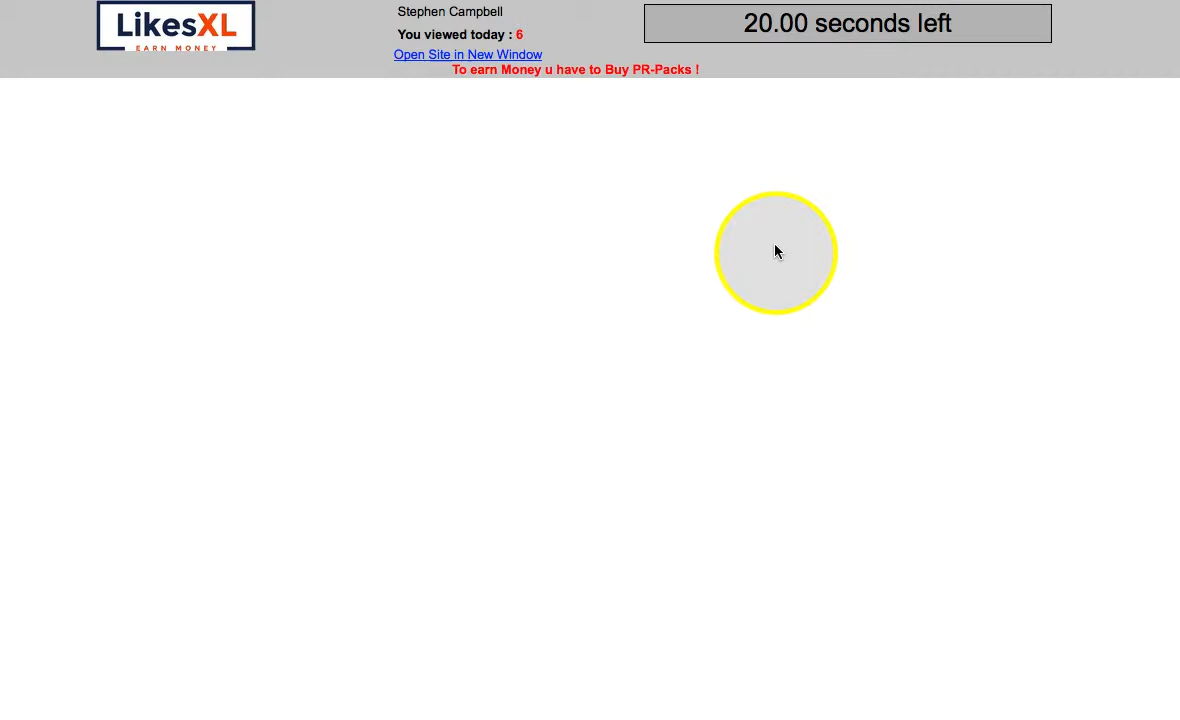 LikesXL
EARN MONEY
Stephen Campbell
You viewed today : 6
Open Site in New Window
To earn Money u have to Buy PR-Packs !
20.00 seconds left